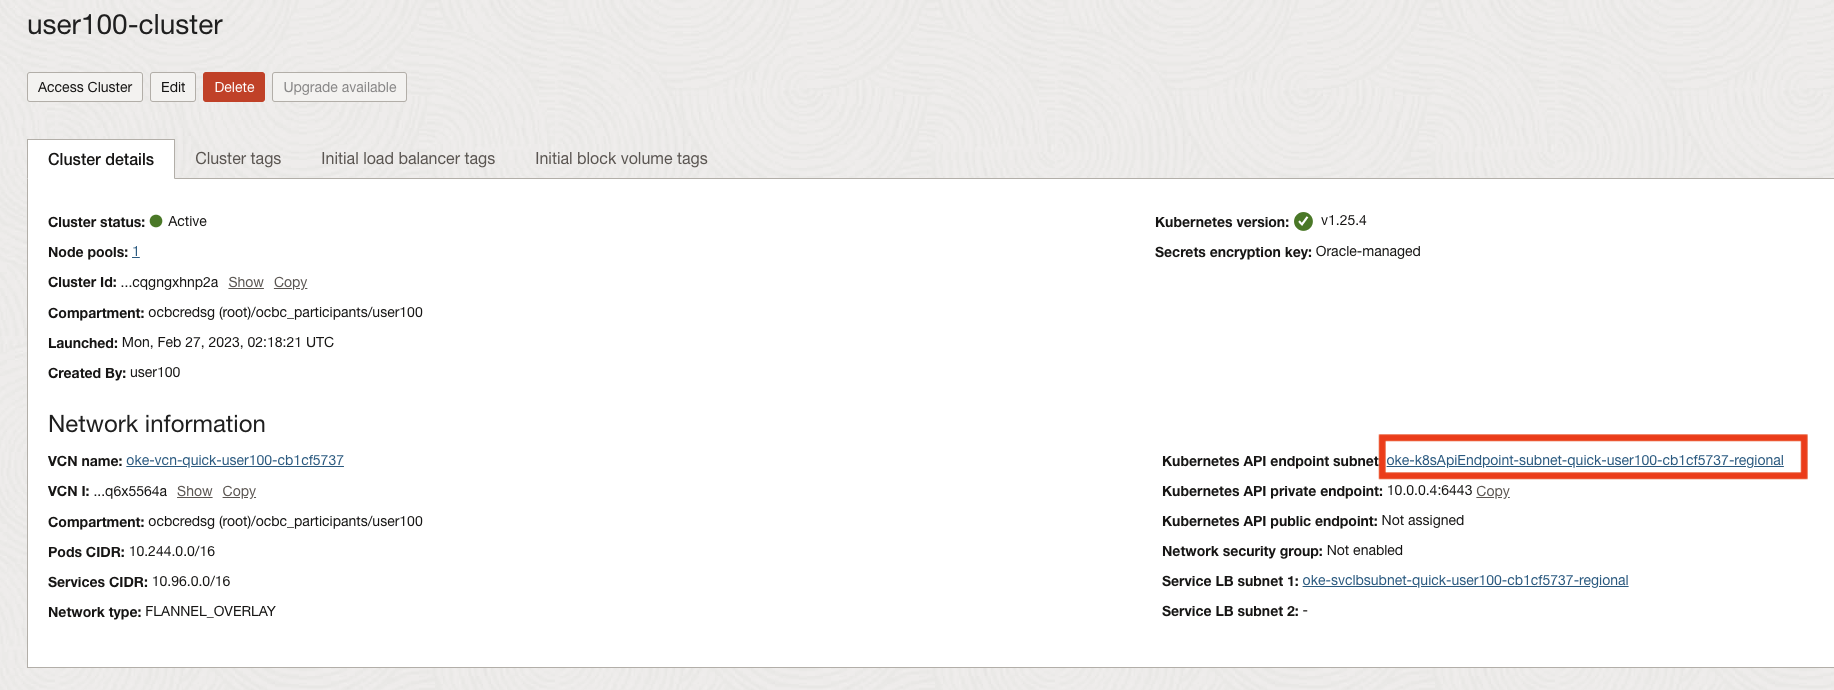 user100-cluster
Access Cluster Edit Delete Upgrade available
Cluster details Cluster tags Initial load balancer tags Initial block volume tags
Cluster status: Active
Node pools: 1
Cluster Id: ...cqgngxhnp2a Show Copy
Compartment: ocbcredsg (root)/ocbc_participants/user100
Launched: Mon, Feb 27, 2023, 02:18:21 UTC
Created By: user100
Kubernetes version: v1.25.4
Secrets encryption key: Oracle-managed
Network information
VCN name: oke-vcn-quick-user100-cb1cf5737
VCN I: ...q6x5564a Show Copy
Compartment: ocbcredsg (root)/ocbc_participants/user100
Pods CIDR: 10.244.0.0/16
Services CIDR: 10.96.0.0/16
Network type: FLANNEL_OVERLAY
Kubernetes API endpoint subnet: oke-k8sApiEndpoint-subnet-quick-user100-cb1cf5737-regional
Kubernetes API private endpoint: 10.0.0.4:6443 Copy
Kubernetes API public endpoint: Not assigned
Network security group: Not enabled
Service LB subnet 1: oke-svclbsubnet-quick-user100-cb1cf5737-regional
Service LB subnet 2: -